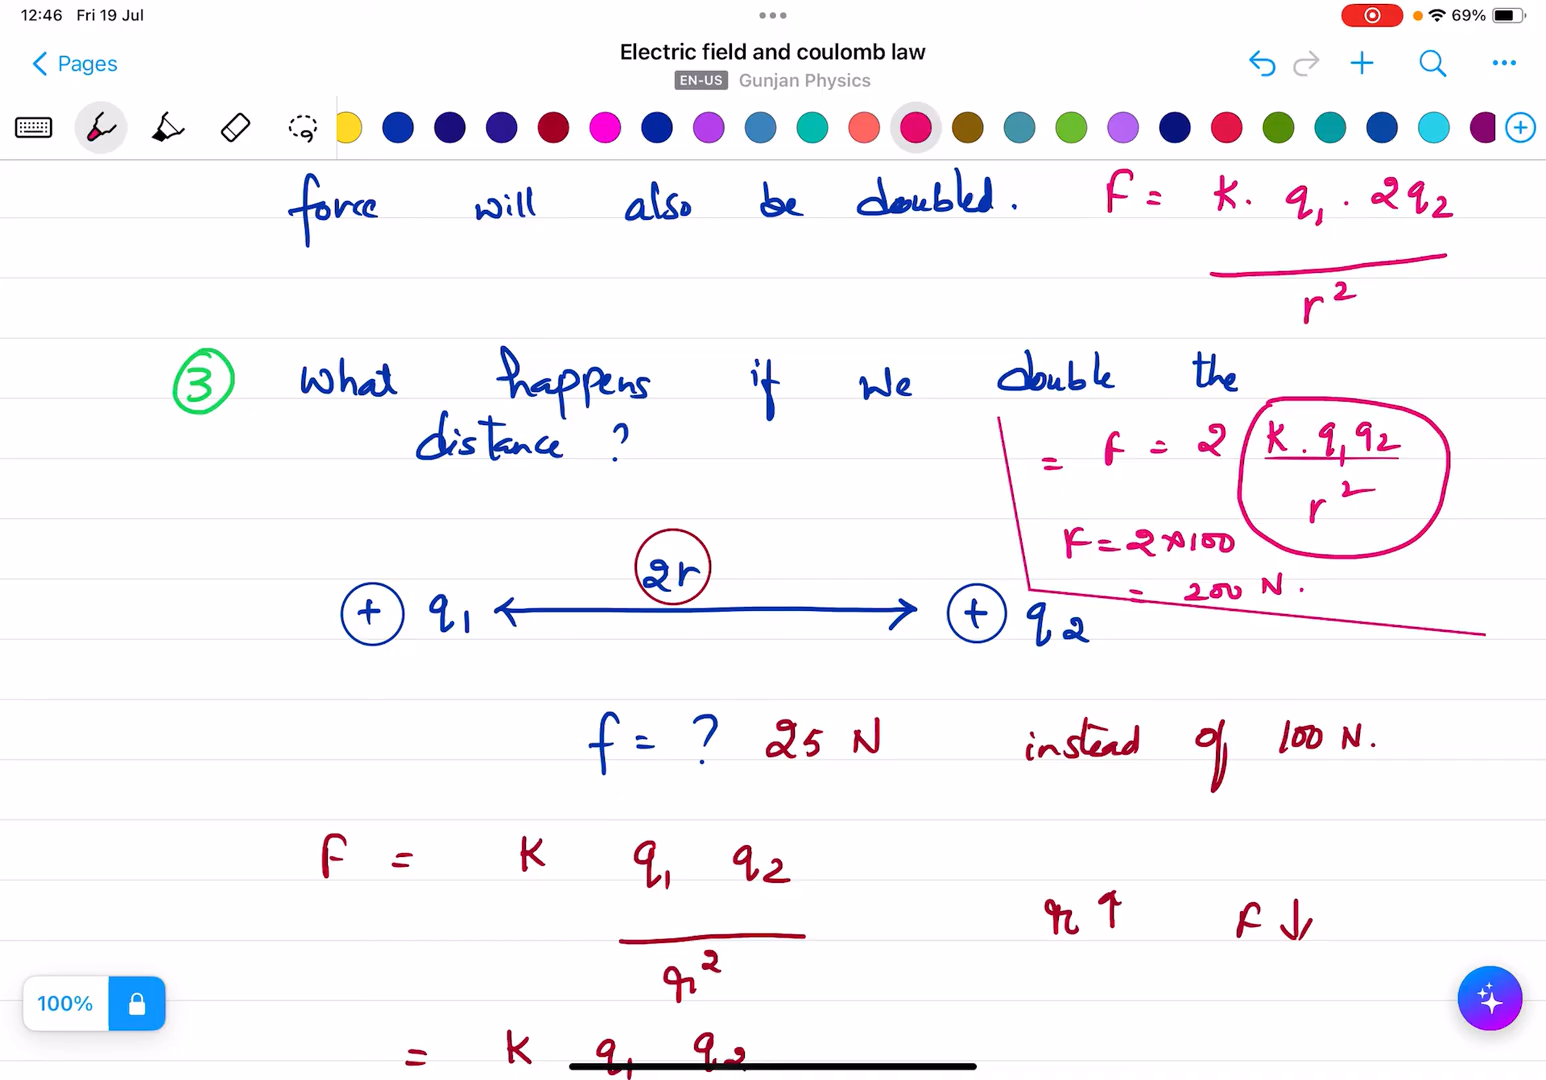 12:46 Fri 19 Jul
69%
Pages
Electric field and coulomb law
EN-US Gunjan Physics
force will also be doubled. F = K. q1 . 2q2
r2
3 What happens if we double the
distance ?
= F = 2 K. q1q2
r2
F = 2×100
= 200 N.
2r
+ q1 + q2
f = ? 25 N instead of 100 N.
F = K q1 q2
r2
r ↑ F ↓
100%
= K q1 q2